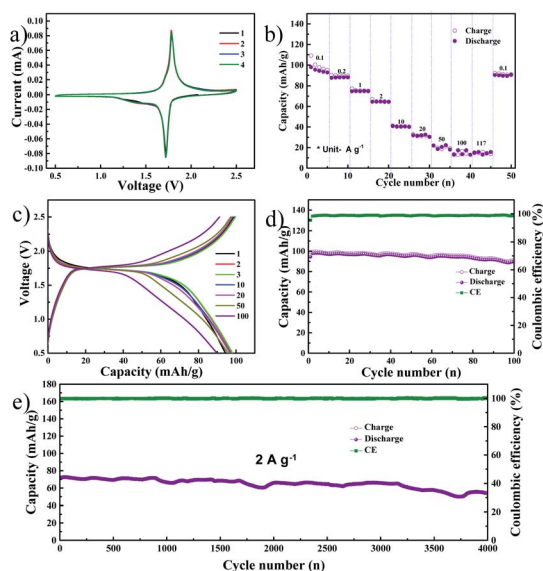 a)
Current (mA)
0.10
0.08
0.06
0.04
0.02
0.00
-0.02
-0.04
-0.06
-0.08
-0.10
0.5 1.0 1.5 2.0 2.5
Voltage (V)
1
2
3
4
b)
Capacity (mAh/g)
140
120
100
80
60
40
20
0
0.1
0.2
1
2
10
20
50
100
117
0.1
Charge
Discharge
* Unit- A g-1
0 10 20 30 40 50
Cycle number (n)
c)
Voltage (V)
2.5
2.0
1.5
1.0
0.5
0 20 40 60 80 100
Capacity (mAh/g)
1
2
3
10
20
50
100
d)
Capacity (mAh/g)
140
120
100
80
60
40
20
0
Charge
Discharge
CE
100
80
60
40
20
0
Coulombic efficiency (%)
0 20 40 60 80 100
Cycle number (n)
e)
Capacity (mAh/g)
180
160
140
120
100
80
60
40
20
0
2 A g-1
Charge
Discharge
CE
100
80
60
40
20
0
Coulombic efficiency (%)
0 500 1000 1500 2000 2500 3000 3500 4000
Cycle number (n)